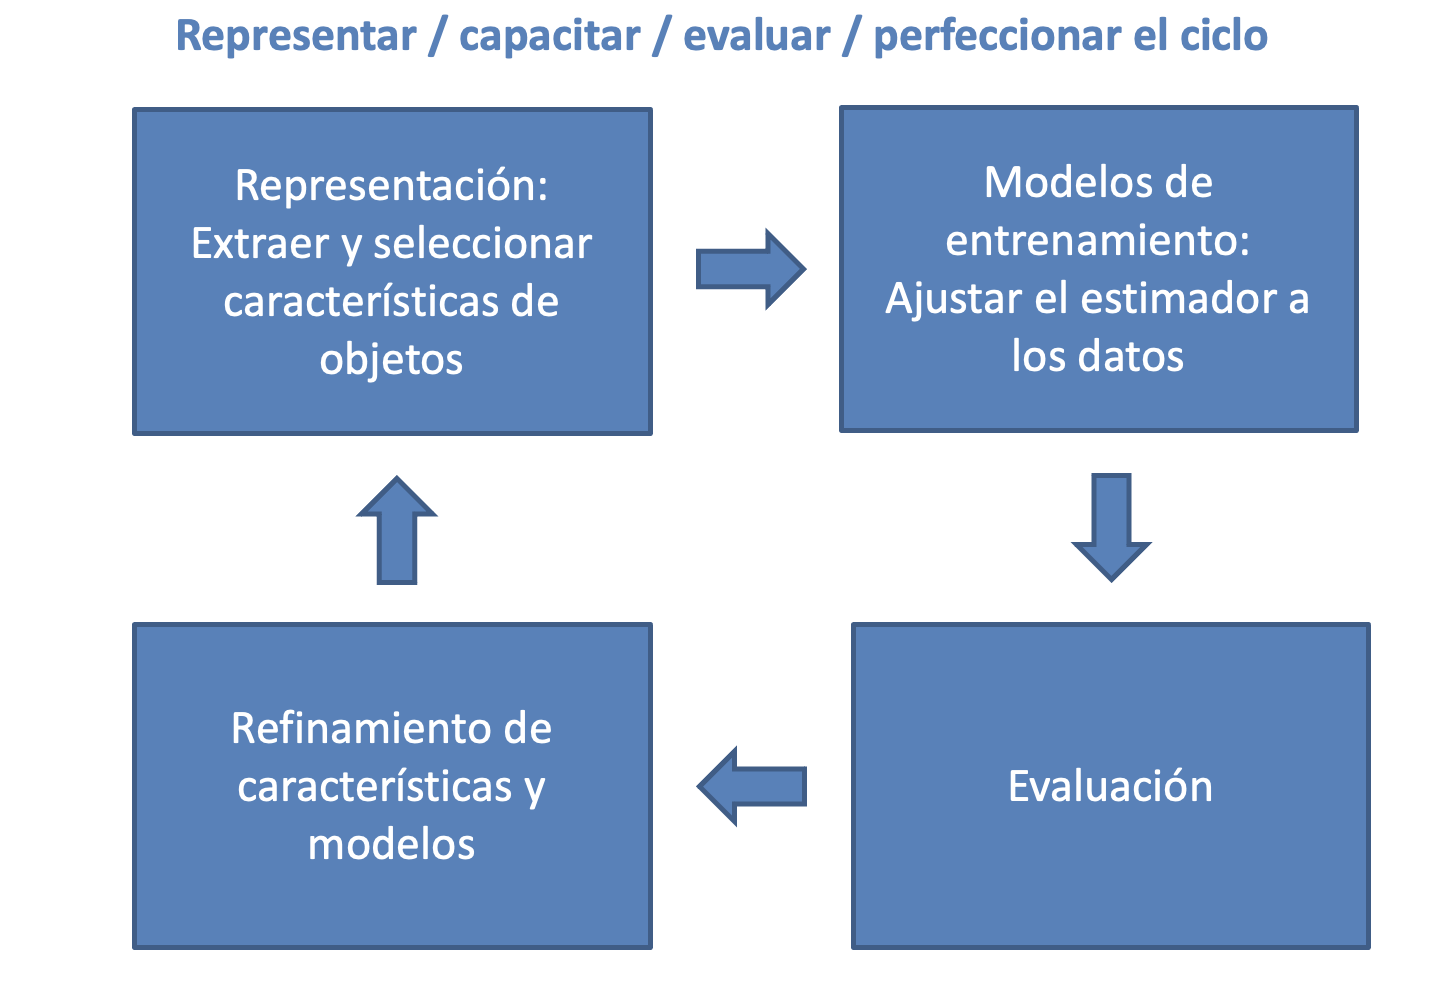 Representar / capacitar / evaluar / perfeccionar el ciclo
Representación:
Extraer y seleccionar
características de
objetos
Modelos de
entrenamiento:
Ajustar el estimador a
los datos
Refinamiento de
características y
modelos
Evaluación